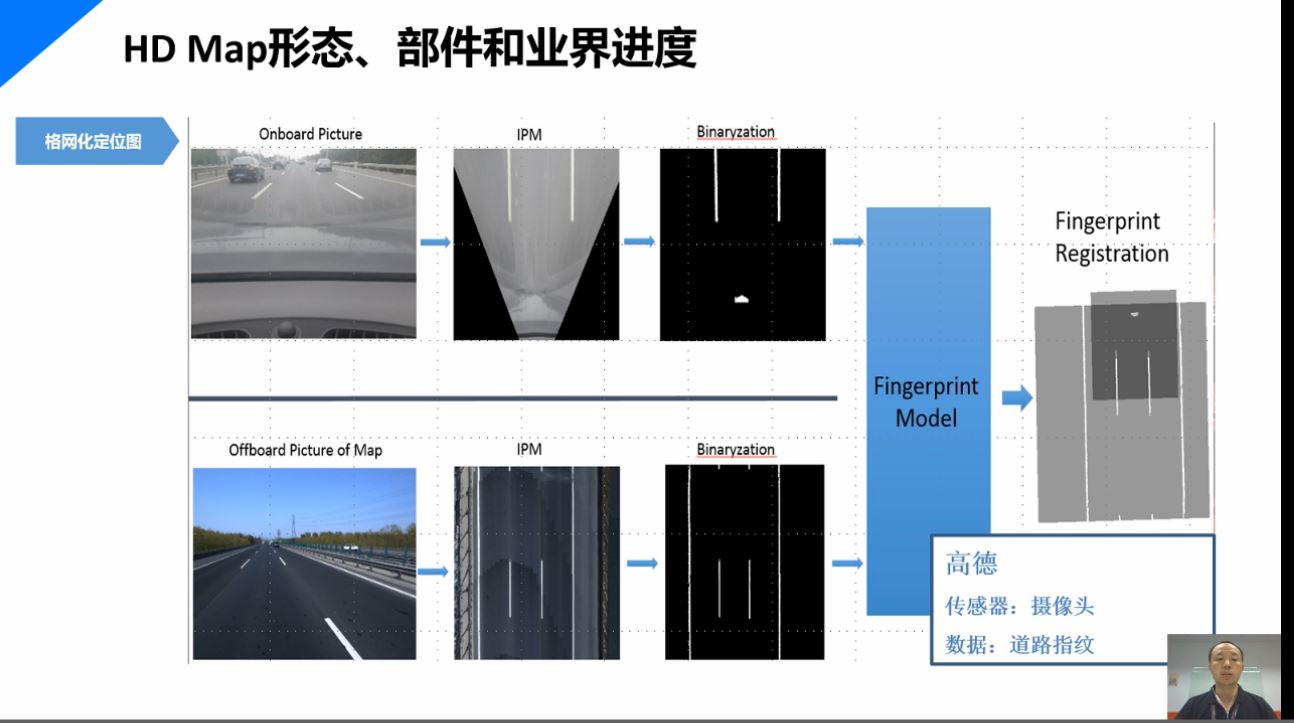 HD Map形态、部件和业界进度
格网化定位图
Onboard Picture
IPM
Binaryzation
Fingerprint
Registration
Fingerprint
Model
Offboard Picture of Map
IPM
Binaryzation
高德
传感器：摄像头
数据：道路指纹